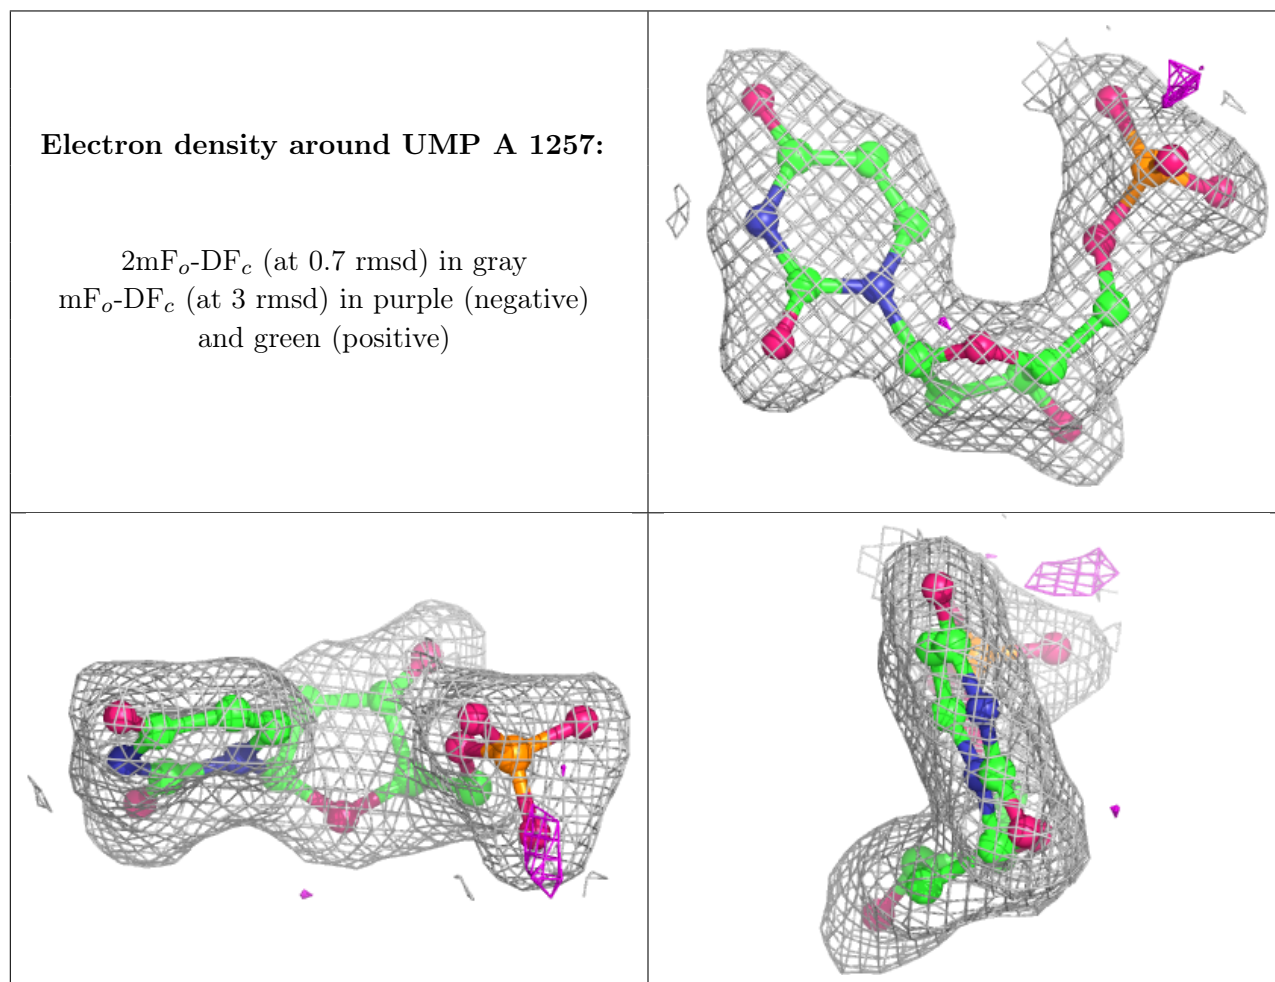 Electron density around UMP A 1257:
2mFo-DFc (at 0.7 rmsd) in gray
mFo-DFc (at 3 rmsd) in purple (negative)
and green (positive)